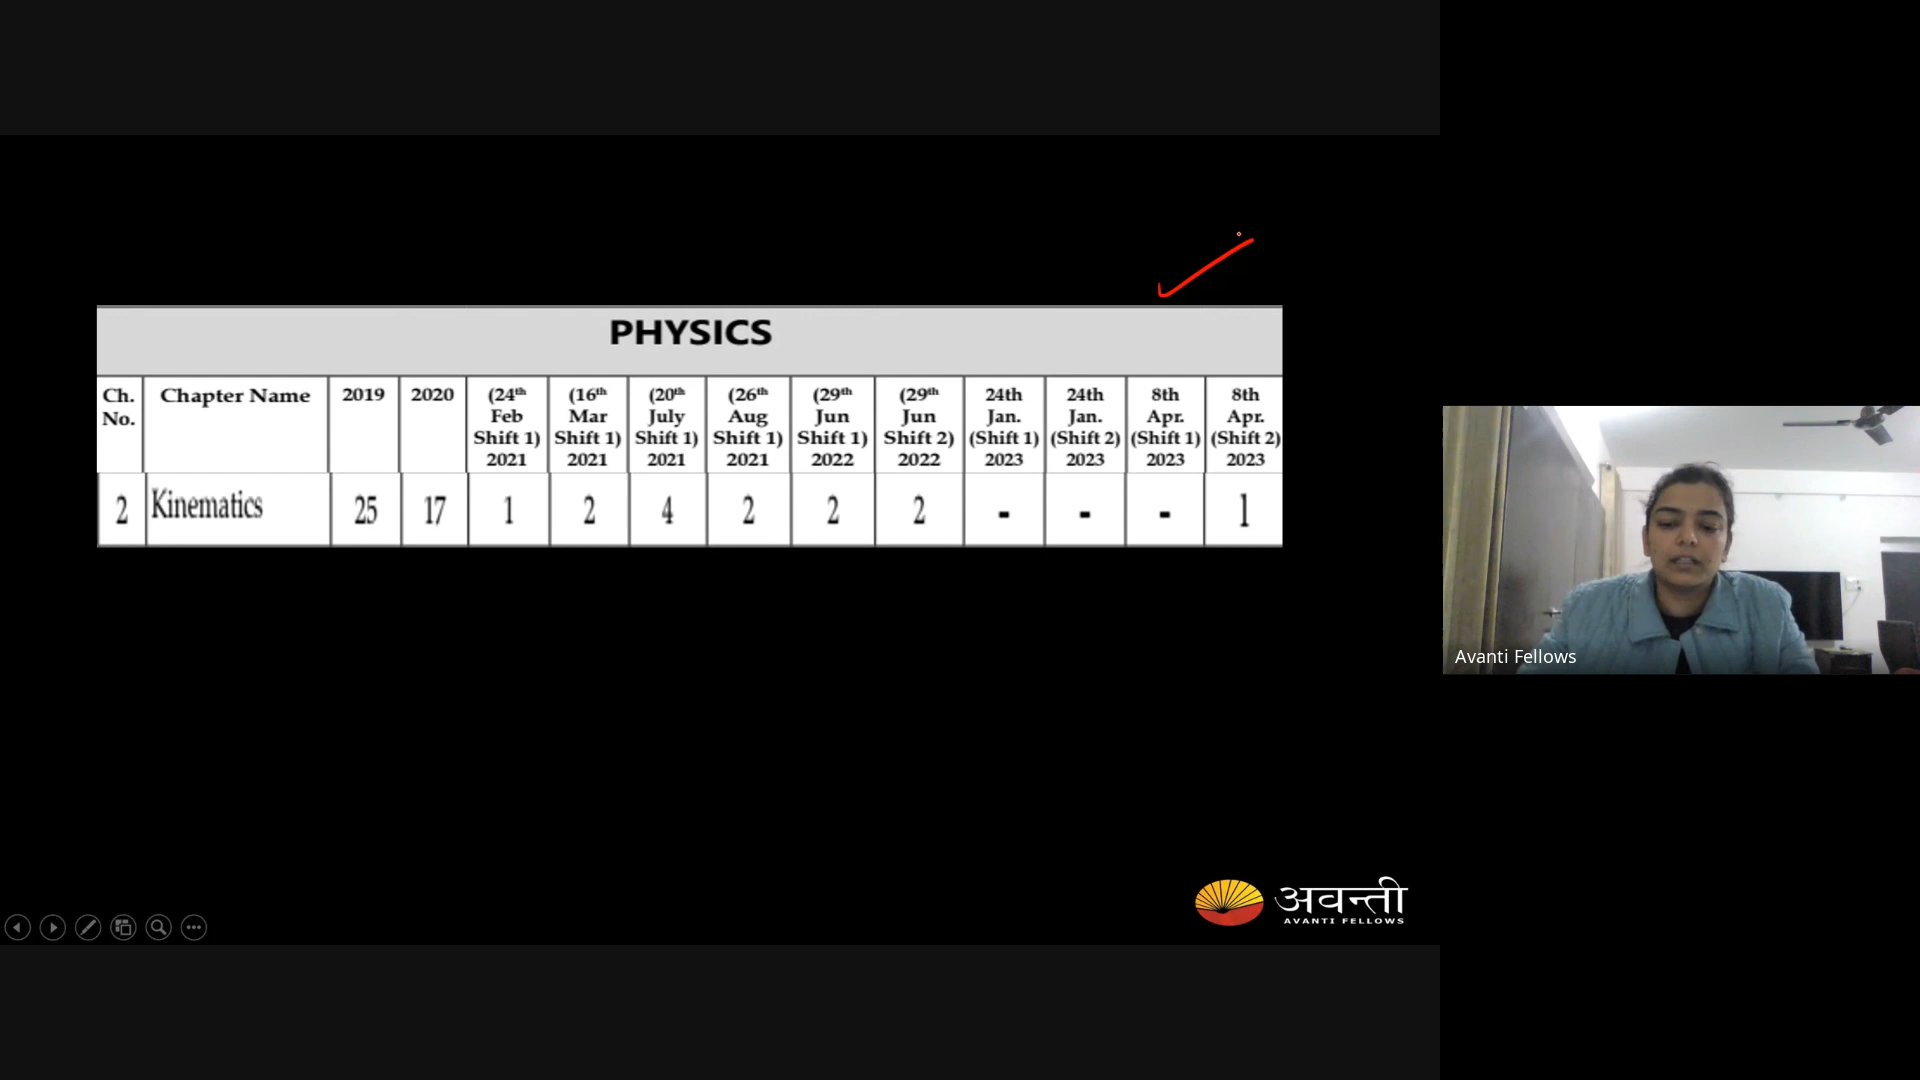 PHYSICS
Ch. No. Chapter Name 2019 2020 (24th Feb Shift 1) 2021 (16th Mar Shift 1) 2021 (20th July Shift 1) 2021 (26th Aug Shift 1) 2021 (29th Jun Shift 1) 2022 (29th Jun Shift 2) 2022 24th Jan. (Shift 1) 2023 24th Jan. (Shift 2) 2023 8th Apr. (Shift 1) 2023 8th Apr. (Shift 2) 2023
2 Kinematics 25 17 1 2 4 2 2 2 - - - 1
Avanti Fellows
अवन्ती
AVANTI FELLOWS